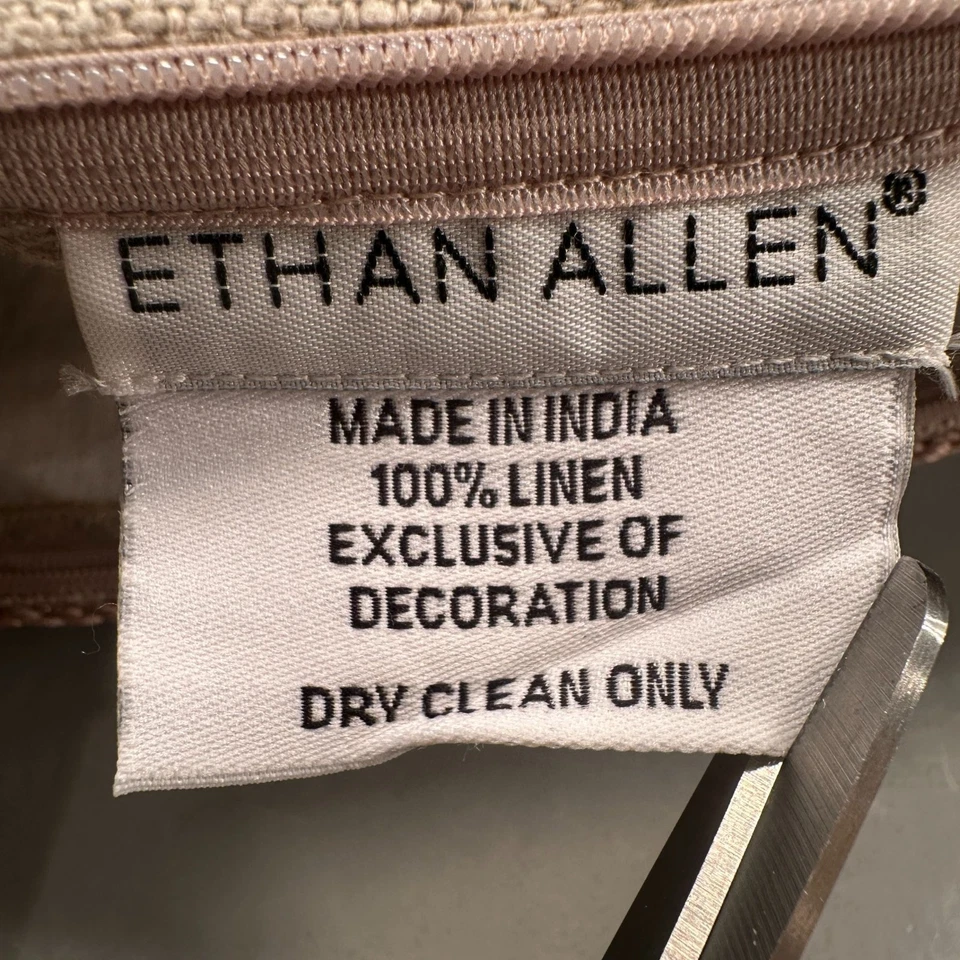 ETHAN ALLEN®
MADE IN INDIA
100% LINEN
EXCLUSIVE OF
DECORATION
DRY CLEAN ONLY